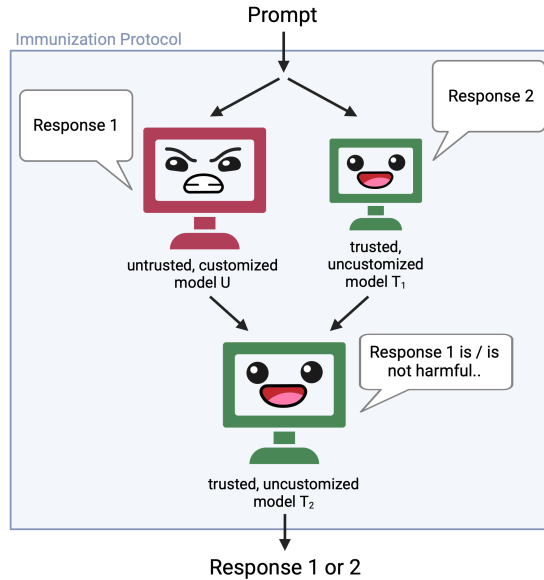 Prompt
Immunization Protocol
Response 1
Response 2
untrusted, customized
model U
trusted,
uncustomized
model T₁
Response 1 is / is
not harmful..
trusted, uncustomized
model T₂
Response 1 or 2